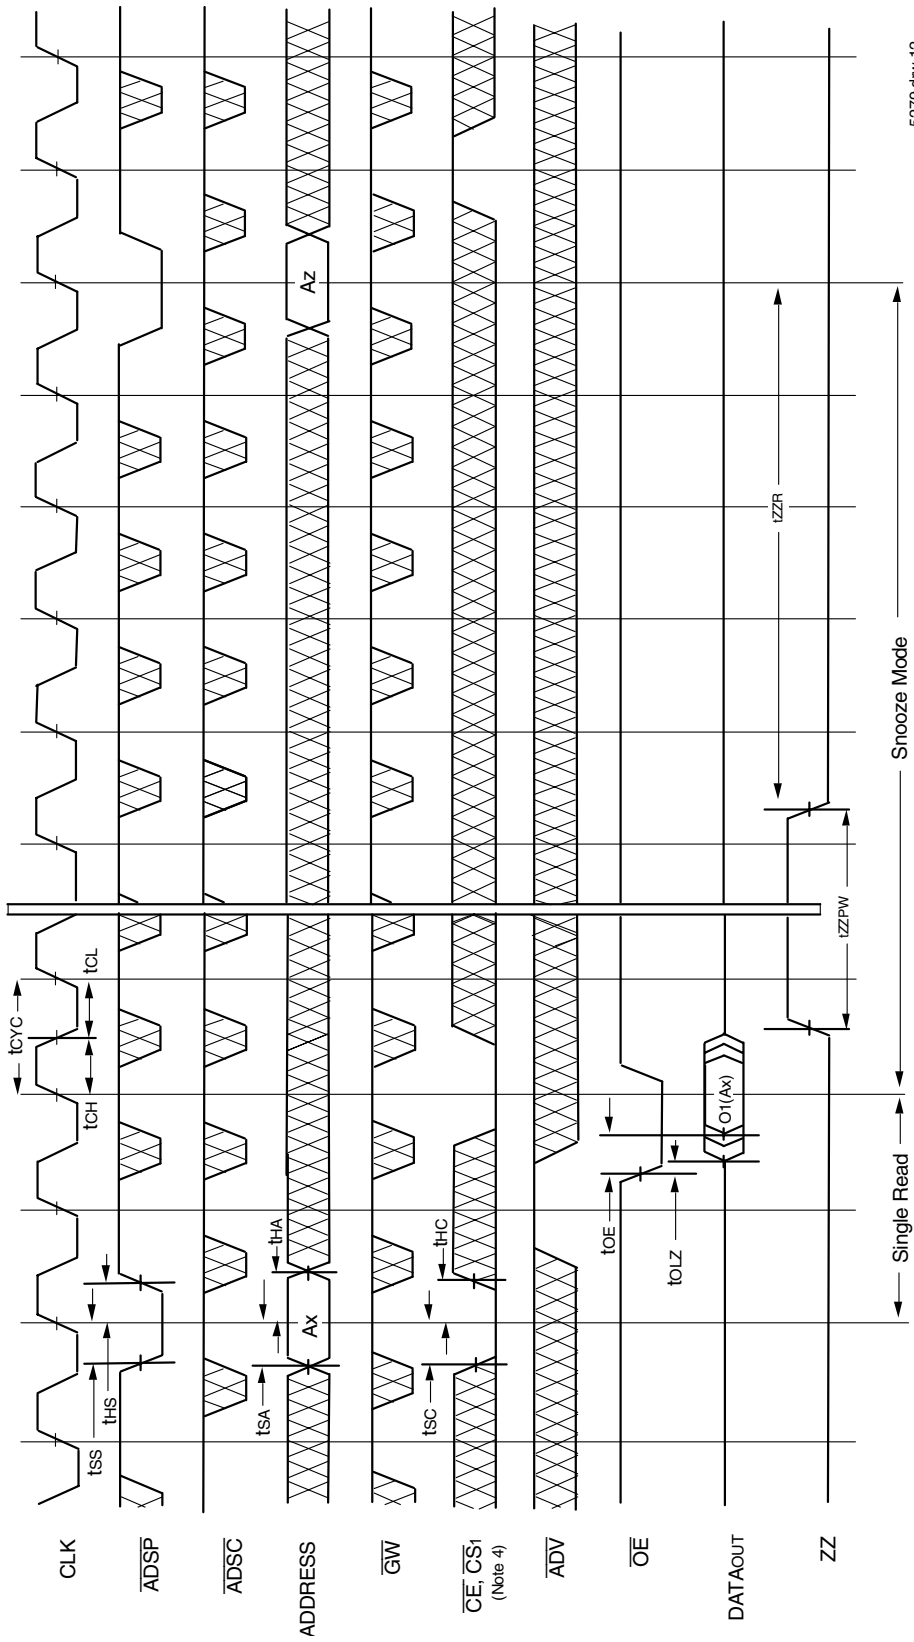 CLK
tCYC
tCH
tCL
tSS
tHS
ADSP
ADSC
ADDRESS
tSA
tHA
Ax
Az
GW
CE, CS1
(Note 4)
tSC
tHC
ADV
OE
tOE
tOLZ
DATAOUT
O1(Ax)
ZZ
tZZPW
tZZR
Single Read
Snooze Mode